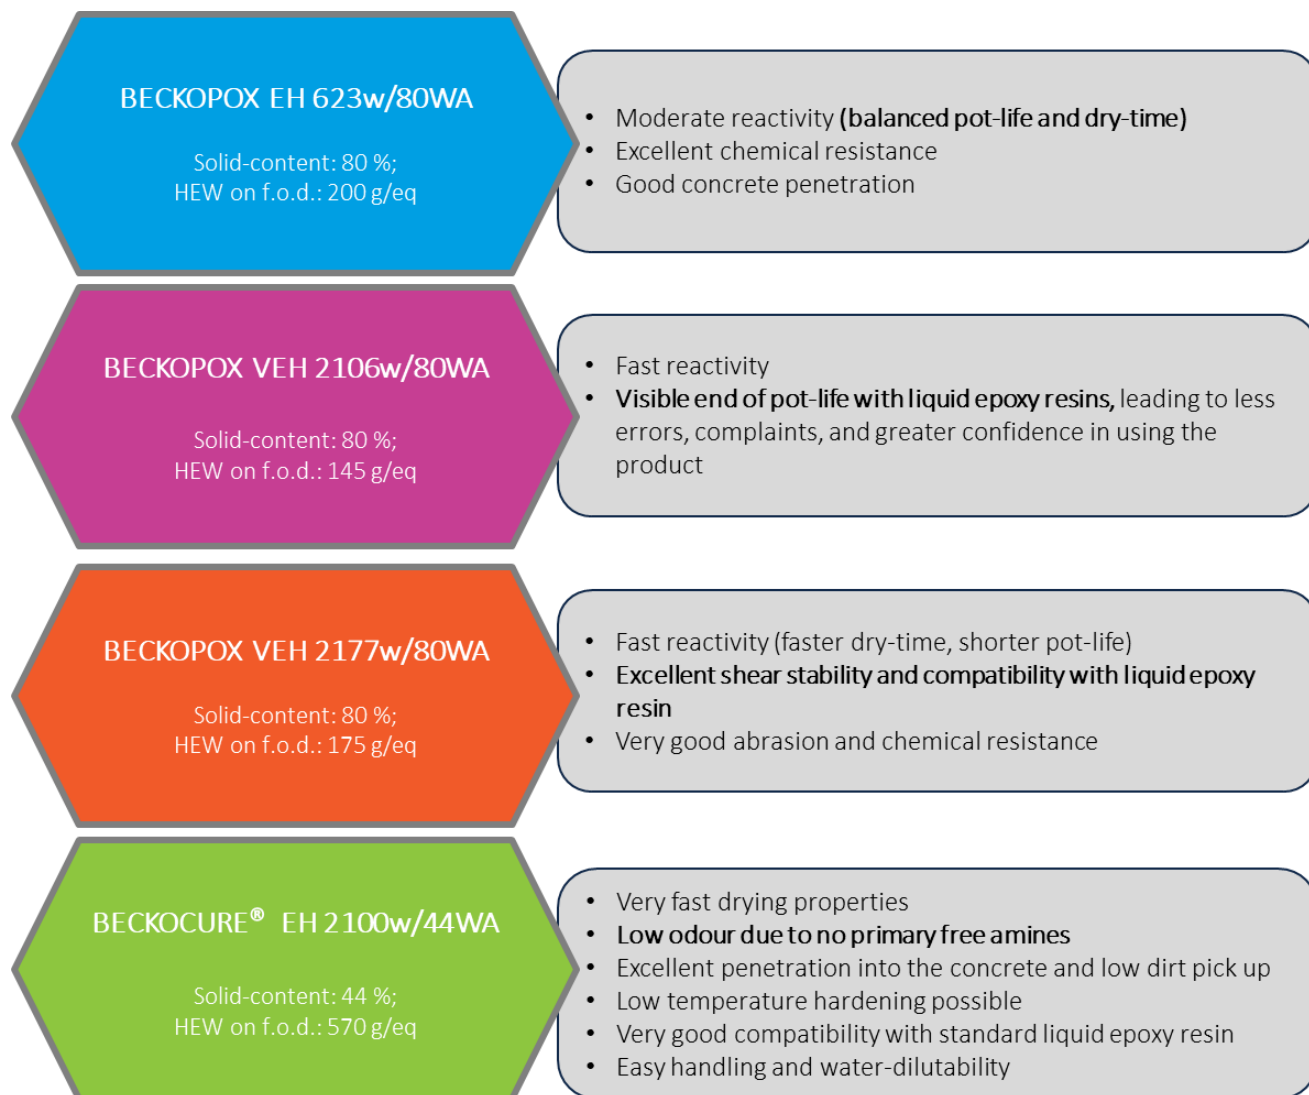 BECKOPOX EH 623w/80WA
Solid-content: 80 %;
HEW on f.o.d.: 200 g/eq
• Moderate reactivity (balanced pot-life and dry-time)
• Excellent chemical resistance
• Good concrete penetration
BECKOPOX VEH 2106w/80WA
Solid-content: 80 %;
HEW on f.o.d.: 145 g/eq
• Fast reactivity
• Visible end of pot-life with liquid epoxy resins, leading to less
errors, complaints, and greater confidence in using the
product
BECKOPOX VEH 2177w/80WA
Solid-content: 80 %;
HEW on f.o.d.: 175 g/eq
• Fast reactivity (faster dry-time, shorter pot-life)
• Excellent shear stability and compatibility with liquid epoxy
resin
• Very good abrasion and chemical resistance
BECKOCURE® EH 2100w/44WA
Solid-content: 44 %;
HEW on f.o.d.: 570 g/eq
• Very fast drying properties
• Low odour due to no primary free amines
• Excellent penetration into the concrete and low dirt pick up
• Low temperature hardening possible
• Very good compatibility with standard liquid epoxy resin
• Easy handling and water-dilutability